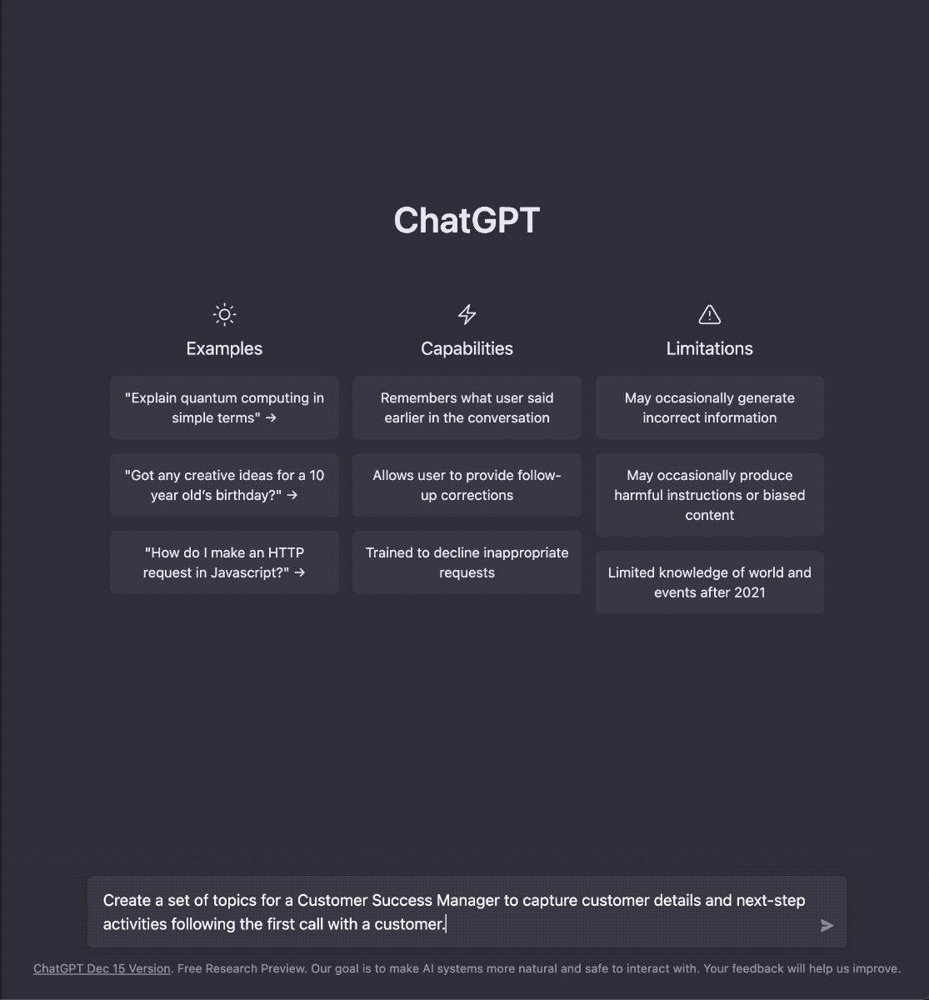 ChatGPT
Examples
"Explain quantum computing in
simple terms" →
"Got any creative ideas for a 10
year old’s birthday?" →
"How do I make an HTTP
request in Javascript?" →
Capabilities
Remembers what user said
earlier in the conversation
Allows user to provide follow-
up corrections
Trained to decline inappropriate
requests
Limitations
May occasionally generate
incorrect information
May occasionally produce
harmful instructions or biased
content
Limited knowledge of world and
events after 2021
Create a set of topics for a Customer Success Manager to capture customer details and next-step
activities following the first call with a customer.
ChatGPT Dec 15 Version. Free Research Preview. Our goal is to make AI systems more natural and safe to interact with. Your feedback will help us improve.